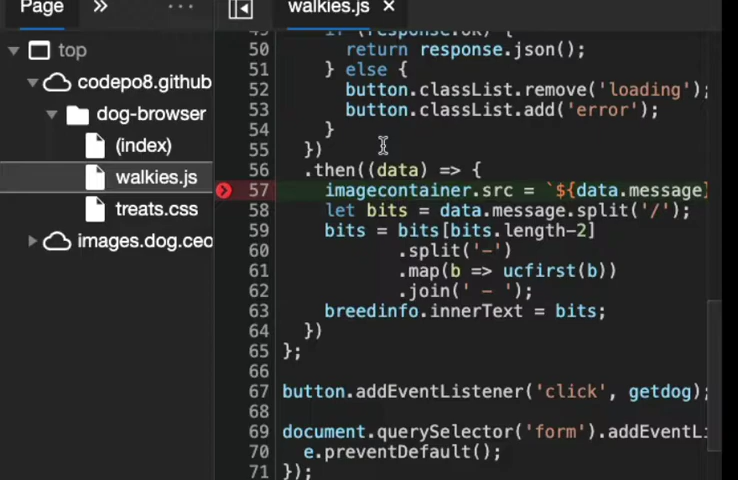 Page
walkies.js
top
codepo8.github
dog-browser
(index)
walkies.js
treats.css
images.dog.ceo
49 if (response.ok) {
50 return response.json();
51 } else {
52 button.classList.remove('loading');
53 button.classList.add('error');
54 }
55 })
56 .then((data) => {
57 imagecontainer.src = `${data.message}
58 let bits = data.message.split('/');
59 bits = bits[bits.length-2]
60 .split('-')
61 .map(b => ucfirst(b))
62 .join(' - ');
63 breedinfo.innerText = bits;
64 })
65 };
66
67 button.addEventListener('click', getdog);
68
69 document.querySelector('form').addEventLi
70 e.preventDefault();
71 });